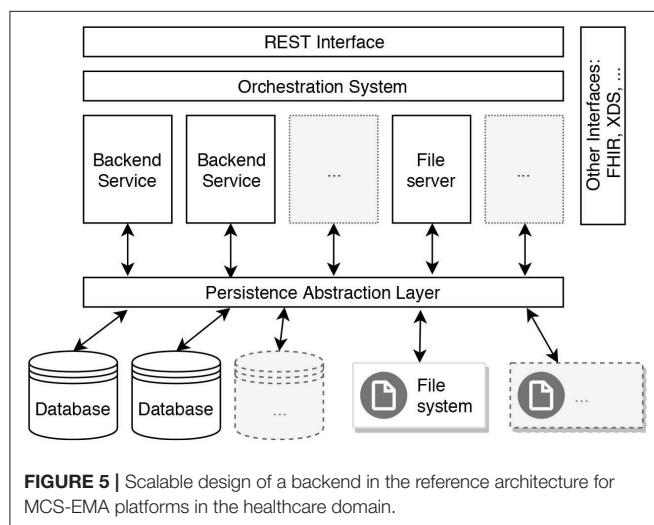 REST Interface
Orchestration System
Other Interfaces:
FHIR, XDS, ...
Backend
Service
Backend
Service
...
File
server
...
Persistence Abstraction Layer
Database
Database
...
File
system
...
FIGURE 5 | Scalable design of a backend in the reference architecture for
MCS-EMA platforms in the healthcare domain.